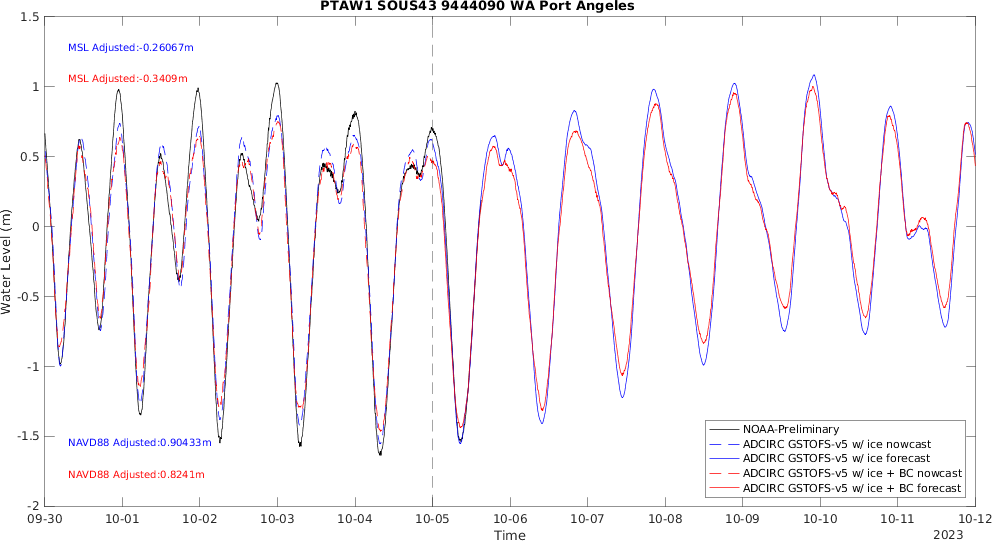 PTAW1 SOUS43 9444090 WA Port Angeles
1.5
1
0.5
0
-0.5
-1
-1.5
-2
Water Level (m)
MSL Adjusted:-0.26067m
MSL Adjusted:-0.3409m
NAVD88 Adjusted:0.90433m
NAVD88 Adjusted:0.8241m
NOAA-Preliminary
ADCIRC GSTOFS-v5 w/ ice nowcast
ADCIRC GSTOFS-v5 w/ ice forecast
ADCIRC GSTOFS-v5 w/ ice + BC nowcast
ADCIRC GSTOFS-v5 w/ ice + BC forecast
09-30 10-01 10-02 10-03 10-04 10-05 10-06 10-07 10-08 10-09 10-10 10-11 10-12
Time
2023